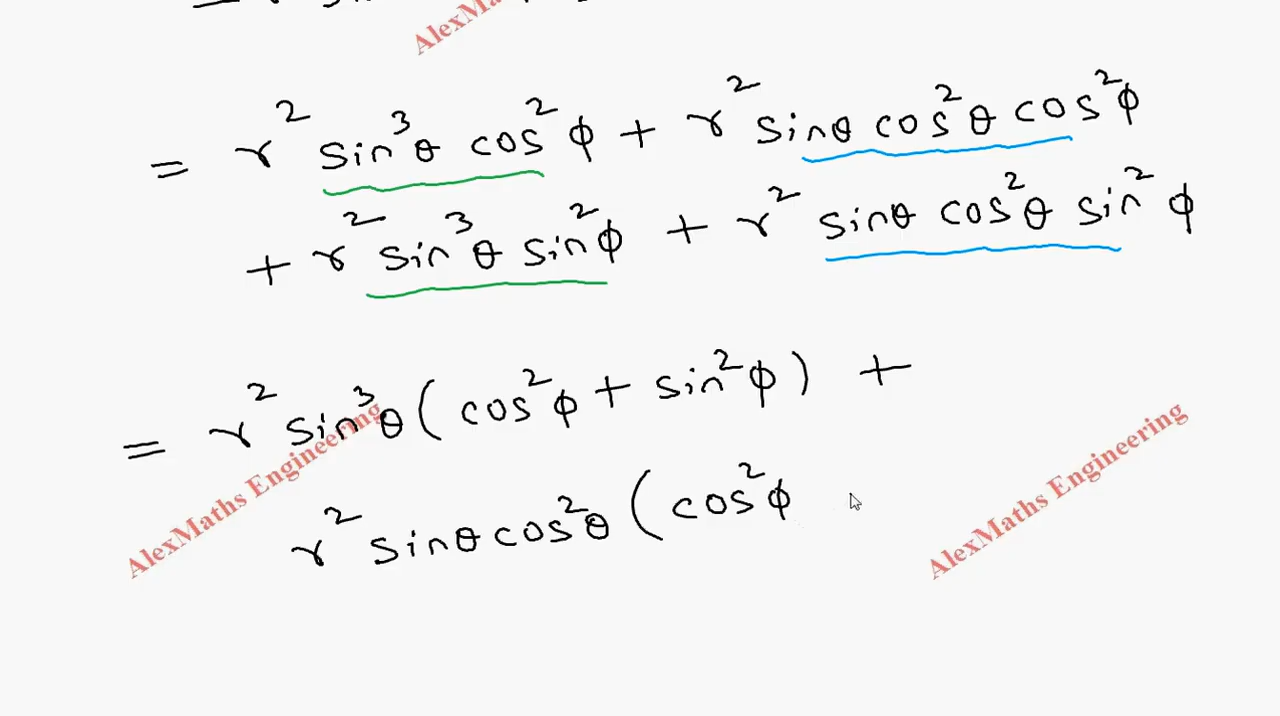 AlexMa
= r² sin³θ cos²φ + r² sinθ cos²θ cos²φ
+ r² sin³θ sin²φ + r² sinθ cos²θ sin²φ
= r² sin³θ ( cos²φ + sin²φ ) +
r² sinθ cos²θ ( cos²φ
AlexMaths Engineering
AlexMaths Engineering